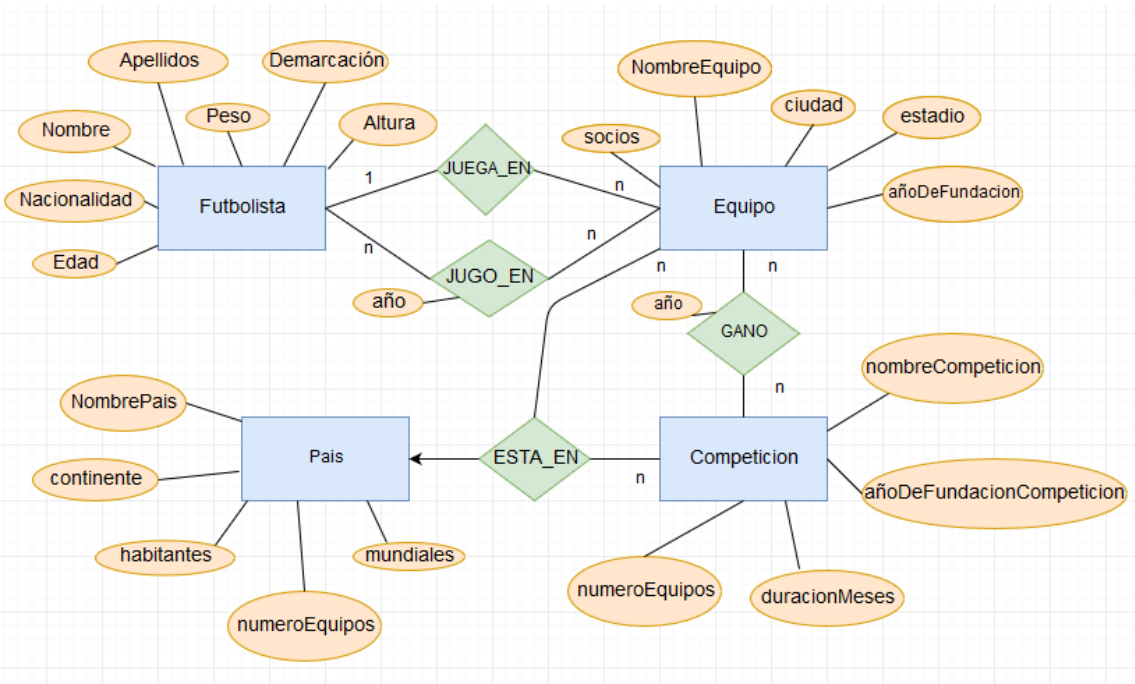 Apellidos
Demarcación
NombreEquipo
Peso
ciudad
Nombre
Altura
socios
estadio
JUEGA_EN
1
n
Nacionalidad
Futbolista
Equipo
añoDeFundacion
n
n
Edad
n
n
JUGO_EN
año
año
GANO
nombreCompeticion
n
NombrePais
Pais
ESTA_EN
Competicion
n
continente
añoDeFundacionCompeticion
habitantes
mundiales
numeroEquipos
duracionMeses
numeroEquipos